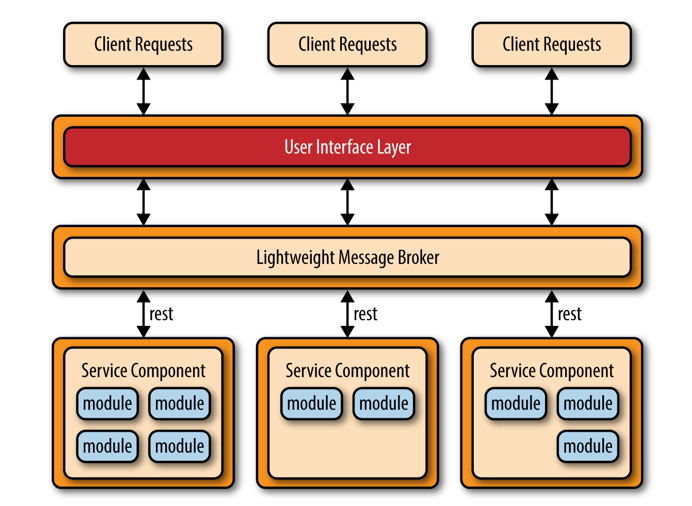 Client Requests
Client Requests
Client Requests
User Interface Layer
Lightweight Message Broker
rest
rest
rest
Service Component
module
module
module
module
Service Component
module
module
Service Component
module
module
module